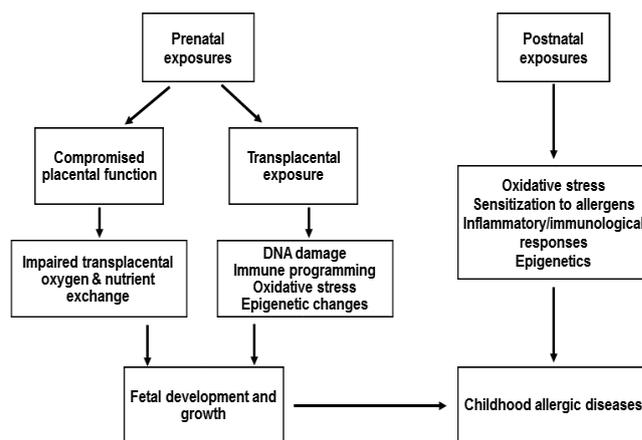 Prenatal
exposures
Postnatal
exposures
Compromised
placental function
Transplacental
exposure
Oxidative stress
Sensitization to allergens
Inflammatory/immunological
responses
Epigenetics
Impaired transplacental
oxygen & nutrient
exchange
DNA damage
Immune programming
Oxidative stress
Epigenetic changes
Fetal development and
growth
Childhood allergic diseases